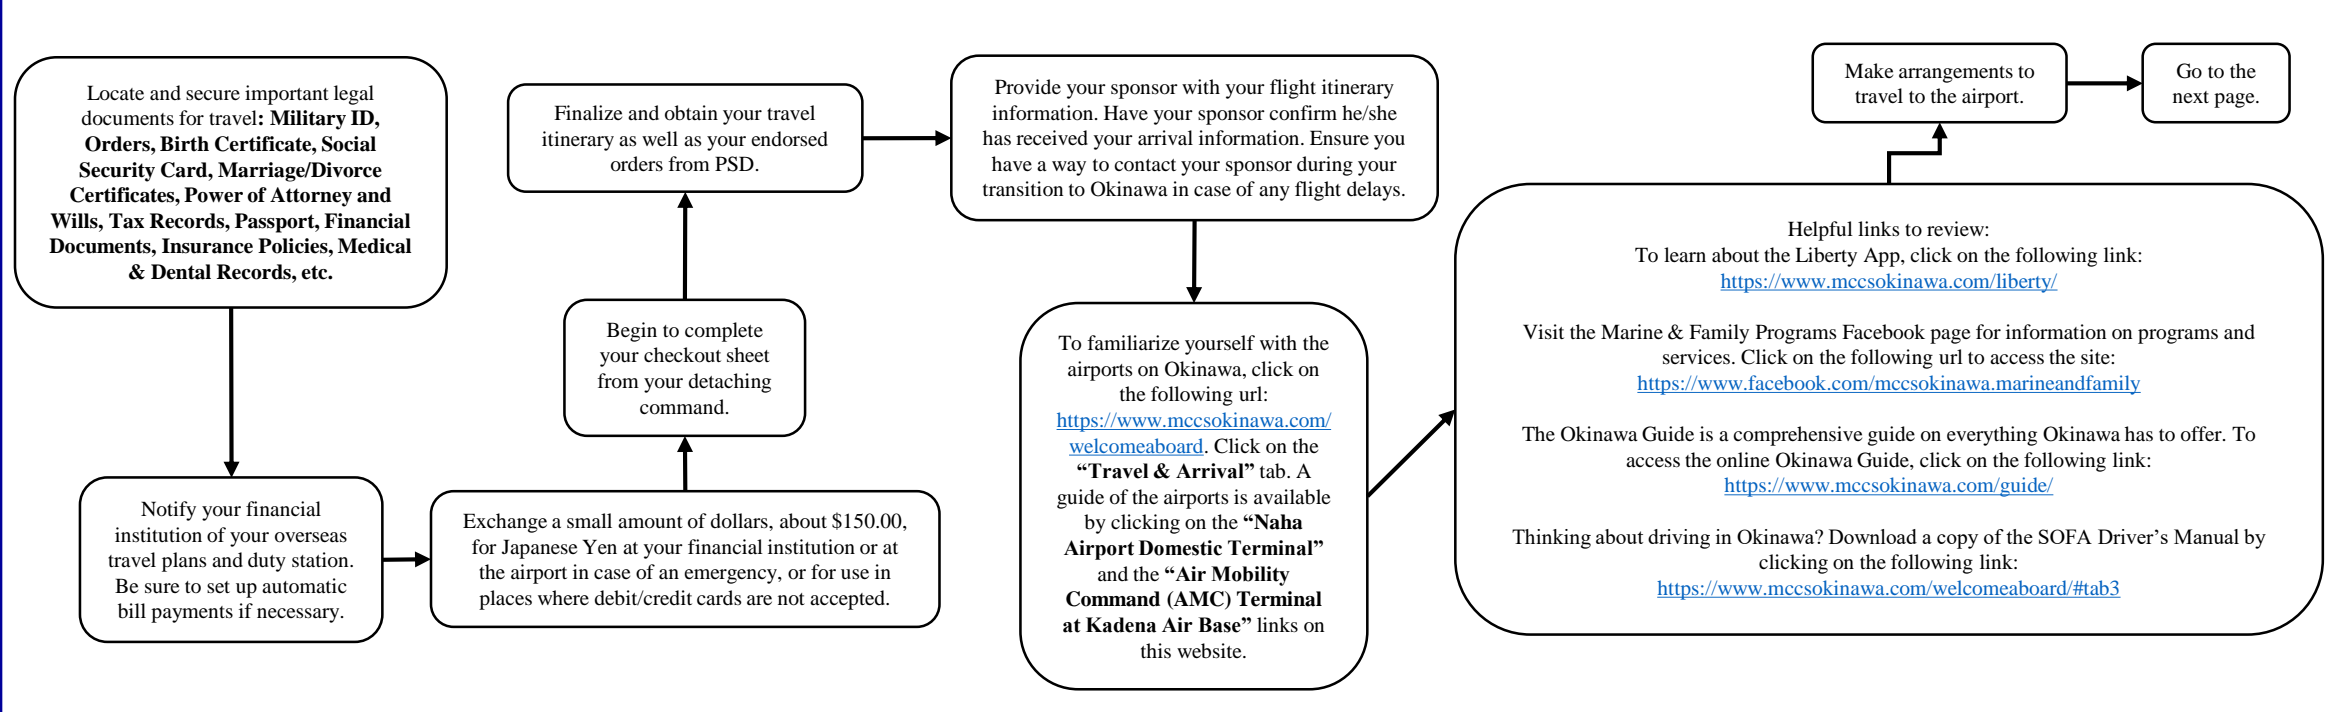 Locate and secure important legal
documents for travel: Military ID,
Orders, Birth Certificate, Social
Security Card, Marriage/Divorce
Certificates, Power of Attorney and
Wills, Tax Records, Passport, Financial
Documents, Insurance Policies, Medical
& Dental Records, etc.
Notify your financial
institution of your overseas
travel plans and duty station.
Be sure to set up automatic
bill payments if necessary.
Exchange a small amount of dollars, about $150.00,
for Japanese Yen at your financial institution or at
the airport in case of an emergency, or for use in
places where debit/credit cards are not accepted.
Begin to complete
your checkout sheet
from your detaching
command.
Finalize and obtain your travel
itinerary as well as your endorsed
orders from PSD.
Provide your sponsor with your flight itinerary
information. Have your sponsor confirm he/she
has received your arrival information. Ensure you
have a way to contact your sponsor during your
transition to Okinawa in case of any flight delays.
To familiarize yourself with the
airports on Okinawa, click on
the following url:
https://www.mccsokinawa.com/
welcomeaboard. Click on the
“Travel & Arrival” tab. A
guide of the airports is available
by clicking on the “Naha
Airport Domestic Terminal”
and the “Air Mobility
Command (AMC) Terminal
at Kadena Air Base” links on
this website.
Helpful links to review:
To learn about the Liberty App, click on the following link:
https://www.mccsokinawa.com/liberty/
Visit the Marine & Family Programs Facebook page for information on programs and
services. Click on the following url to access the site:
https://www.facebook.com/mccsokinawa.marineandfamily
The Okinawa Guide is a comprehensive guide on everything Okinawa has to offer. To
access the online Okinawa Guide, click on the following link:
https://www.mccsokinawa.com/guide/
Thinking about driving in Okinawa? Download a copy of the SOFA Driver’s Manual by
clicking on the following link:
https://www.mccsokinawa.com/welcomeaboard/#tab3
Make arrangements to
travel to the airport.
Go to the
next page.